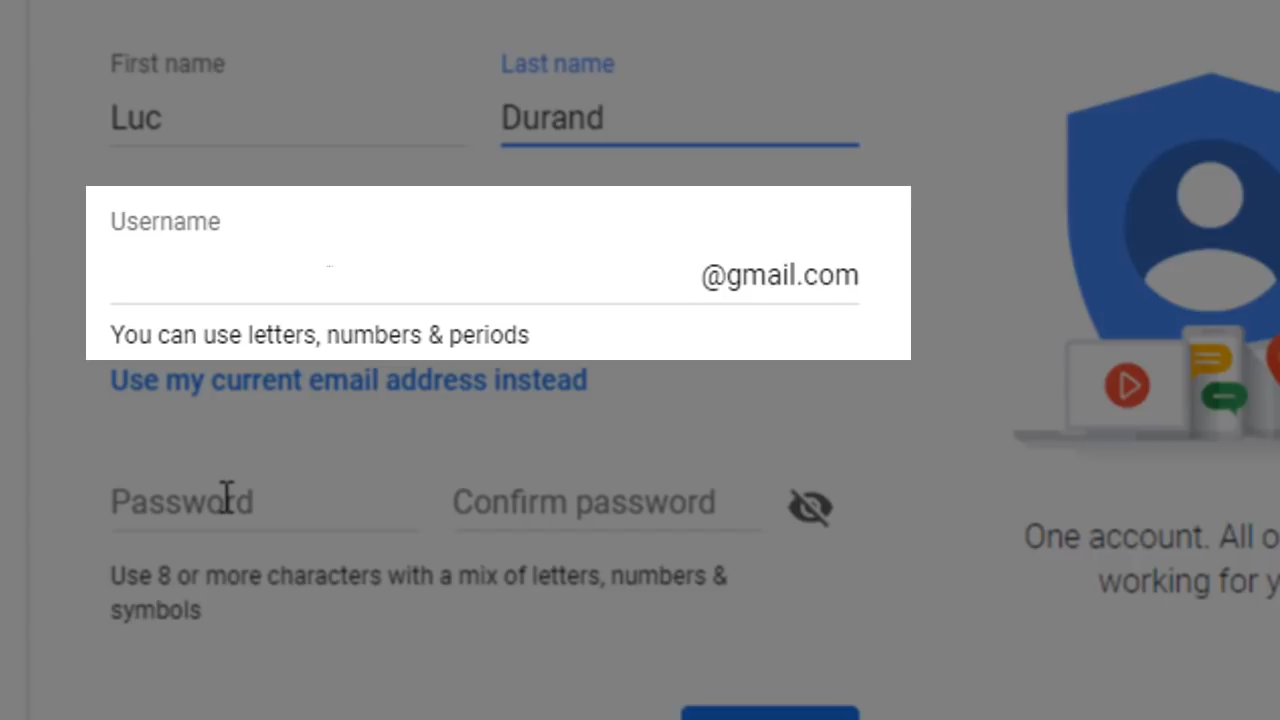 First name
Last name
Luc
Durand
Username
@gmail.com
You can use letters, numbers & periods
Use my current email address instead
Password
Confirm password
Use 8 or more characters with a mix of letters, numbers &
symbols
One account. All o
working for y